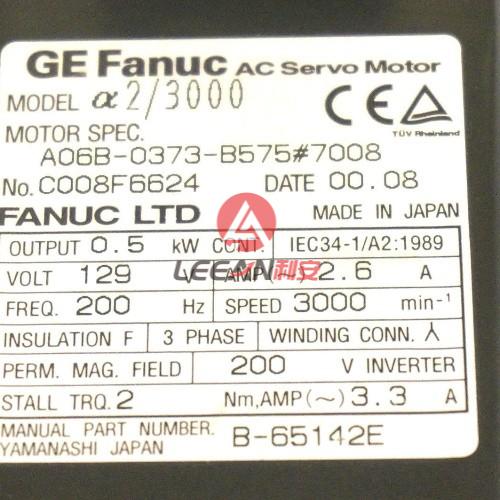 GE Fanuc AC Servo Motor
MODEL α2/3000
CE TÜV Rheinland
MOTOR SPEC.
A06B-0373-B575#7008
No. C008F6624 DATE 00.08
FANUC LTD MADE IN JAPAN
OUTPUT 0.5 kW CONT. IEC34-1/A2:1989
VOLT 129 V AMP (~) 2.6 A
FREQ. 200 Hz SPEED 3000 min-1
INSULATION F 3 PHASE WINDING CONN.
PERM. MAG. FIELD 200 V INVERTER
STALL TRQ. 2 Nm, AMP (~) 3.3 A
MANUAL PART NUMBER. B-65142E
YAMANASHI JAPAN
LEEAN 利安